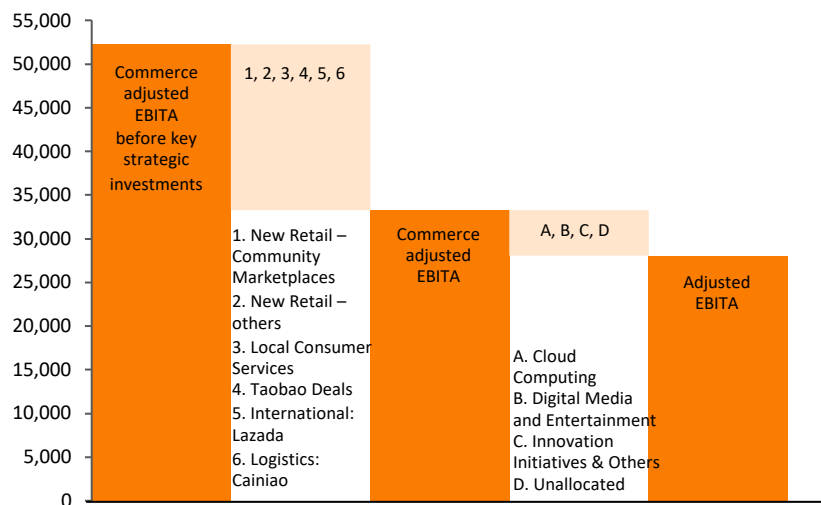 55,000
50,000
45,000
40,000
35,000
30,000
25,000
20,000
15,000
10,000
5,000
0
Commerce
adjusted
EBITA
before key
strategic
investments
1, 2, 3, 4, 5, 6
1. New Retail –
Community
Marketplaces
2. New Retail –
others
3. Local Consumer
Services
4. Taobao Deals
5. International:
Lazada
6. Logistics:
Cainiao
Commerce
adjusted
EBITA
A, B, C, D
A. Cloud
Computing
B. Digital Media
and Entertainment
C. Innovation
Initiatives & Others
D. Unallocated
Adjusted
EBITA